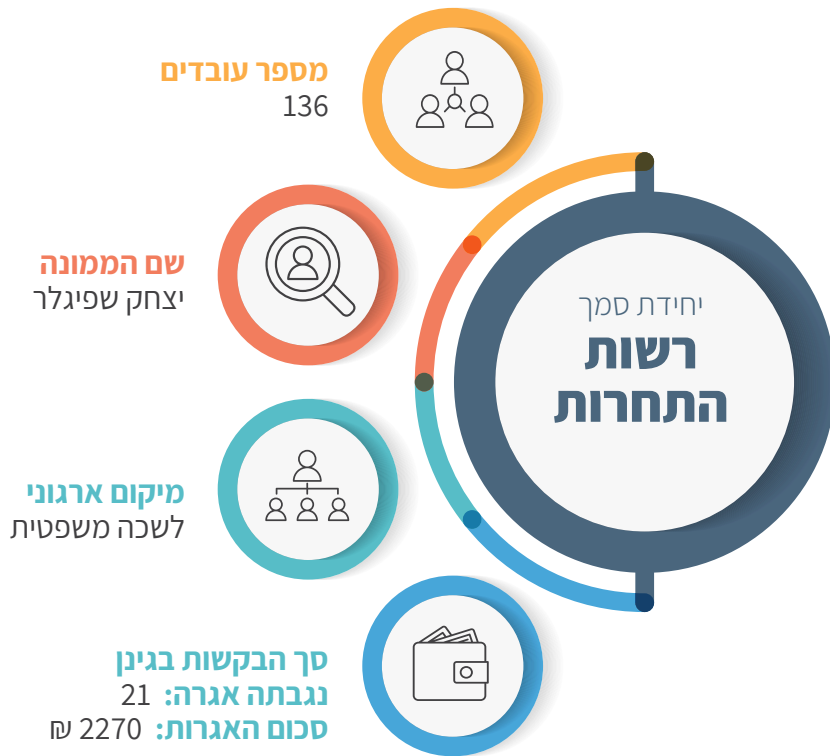 יחידת סמך
רשות
התחרות
מספר עובדים
136
שם הממונה
יצחק שפיגלר
מיקום ארגוני
לשכה משפטית
סך הבקשות בגינן
נגבתה אגרה: 21
סכום האגרות: 2270 ₪